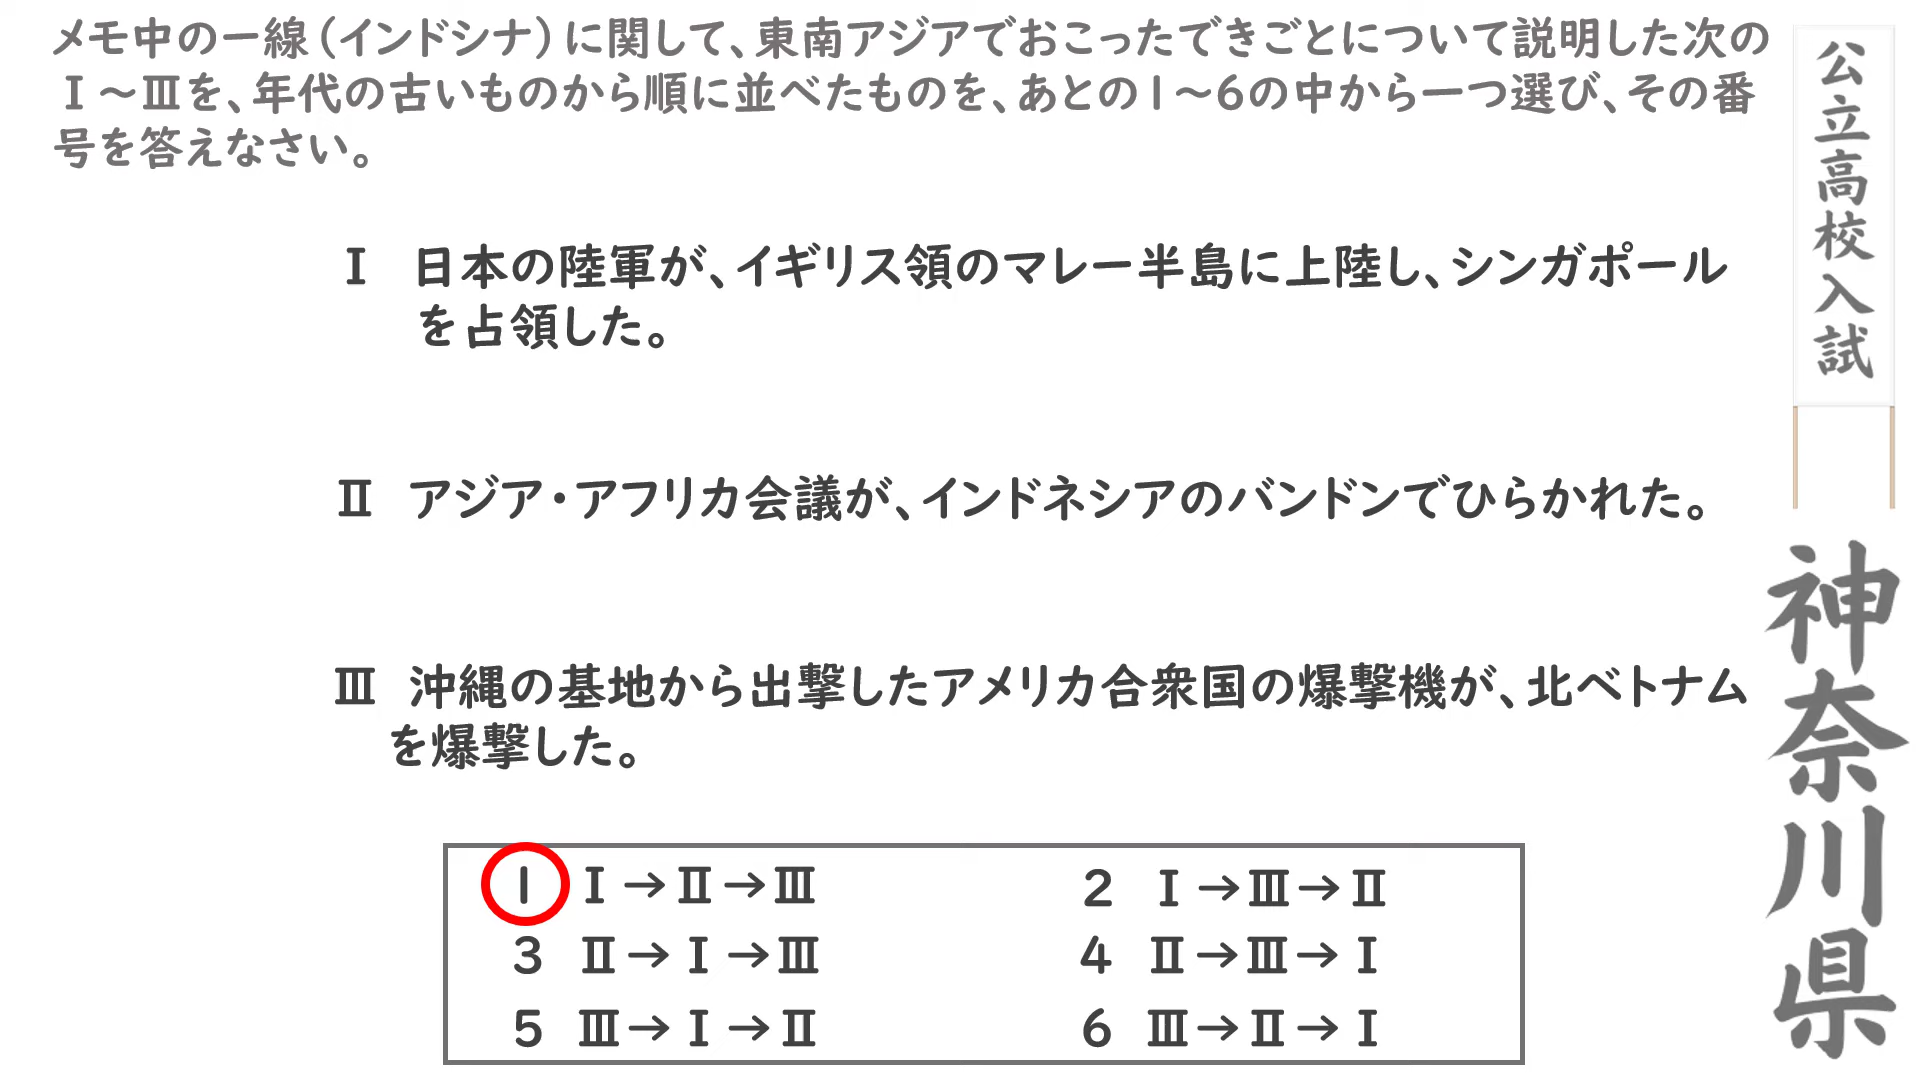 メモ中の一線（インドシナ）に関して、東南アジアでおこったできごとについて説明した次の
Ⅰ～Ⅲを、年代の古いものから順に並べたものを、あとの1～6の中から一つ選び、その番
号を答えなさい。
Ⅰ 日本の陸軍が、イギリス領のマレー半島に上陸し、シンガポール
を占領した。
Ⅱ アジア・アフリカ会議が、インドネシアのバンドンでひらかれた。
Ⅲ 沖縄の基地から出撃したアメリカ合衆国の爆撃機が、北ベトナム
を爆撃した。
1 Ⅰ→Ⅱ→Ⅲ 2 Ⅰ→Ⅲ→Ⅱ
3 Ⅱ→Ⅰ→Ⅲ 4 Ⅱ→Ⅲ→Ⅰ
5 Ⅲ→Ⅰ→Ⅱ 6 Ⅲ→Ⅱ→Ⅰ
公立高校入試
神奈川県